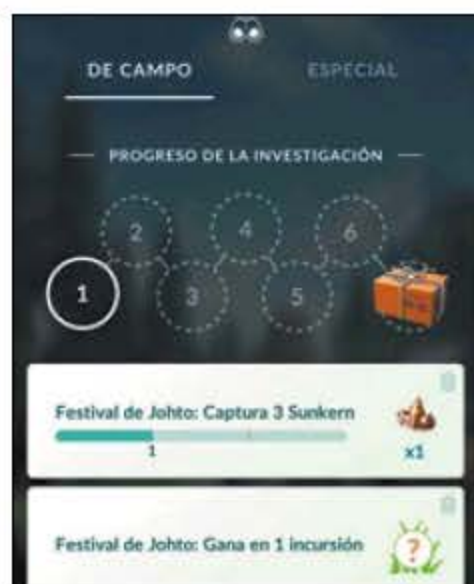 DE CAMPO ESPECIAL
PROGRESO DE LA INVESTIGACIÓN
2 4 6
1 3 5
Festival de Johto: Captura 3 Sunkern
1
x1
Festival de Johto: Gana en 1 incursión
?